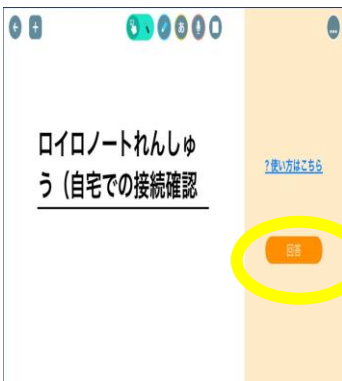 あ
ロイロノートれんしゅ
う（自宅での接続確認
?使い方はこちら
回答